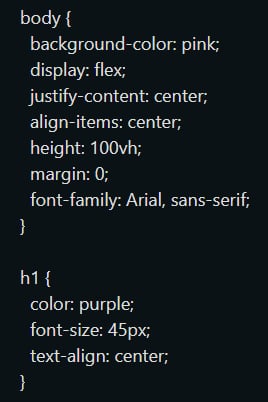 body {
  background-color: pink;
  display: flex;
  justify-content: center;
  align-items: center;
  height: 100vh;
  margin: 0;
  font-family: Arial, sans-serif;
}

h1 {
  color: purple;
  font-size: 45px;
  text-align: center;
}